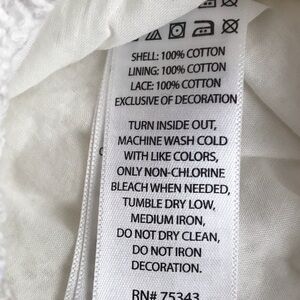 SHELL: 100% COTTON
LINING: 100% COTTON
LACE: 100% COTTON
EXCLUSIVE OF DECORATION
TURN INSIDE OUT,
MACHINE WASH COLD
WITH LIKE COLORS,
ONLY NON-CHLORINE
BLEACH WHEN NEEDED,
TUMBLE DRY LOW,
MEDIUM IRON,
DO NOT DRY CLEAN,
DO NOT IRON
DECORATION.
RN# 75343